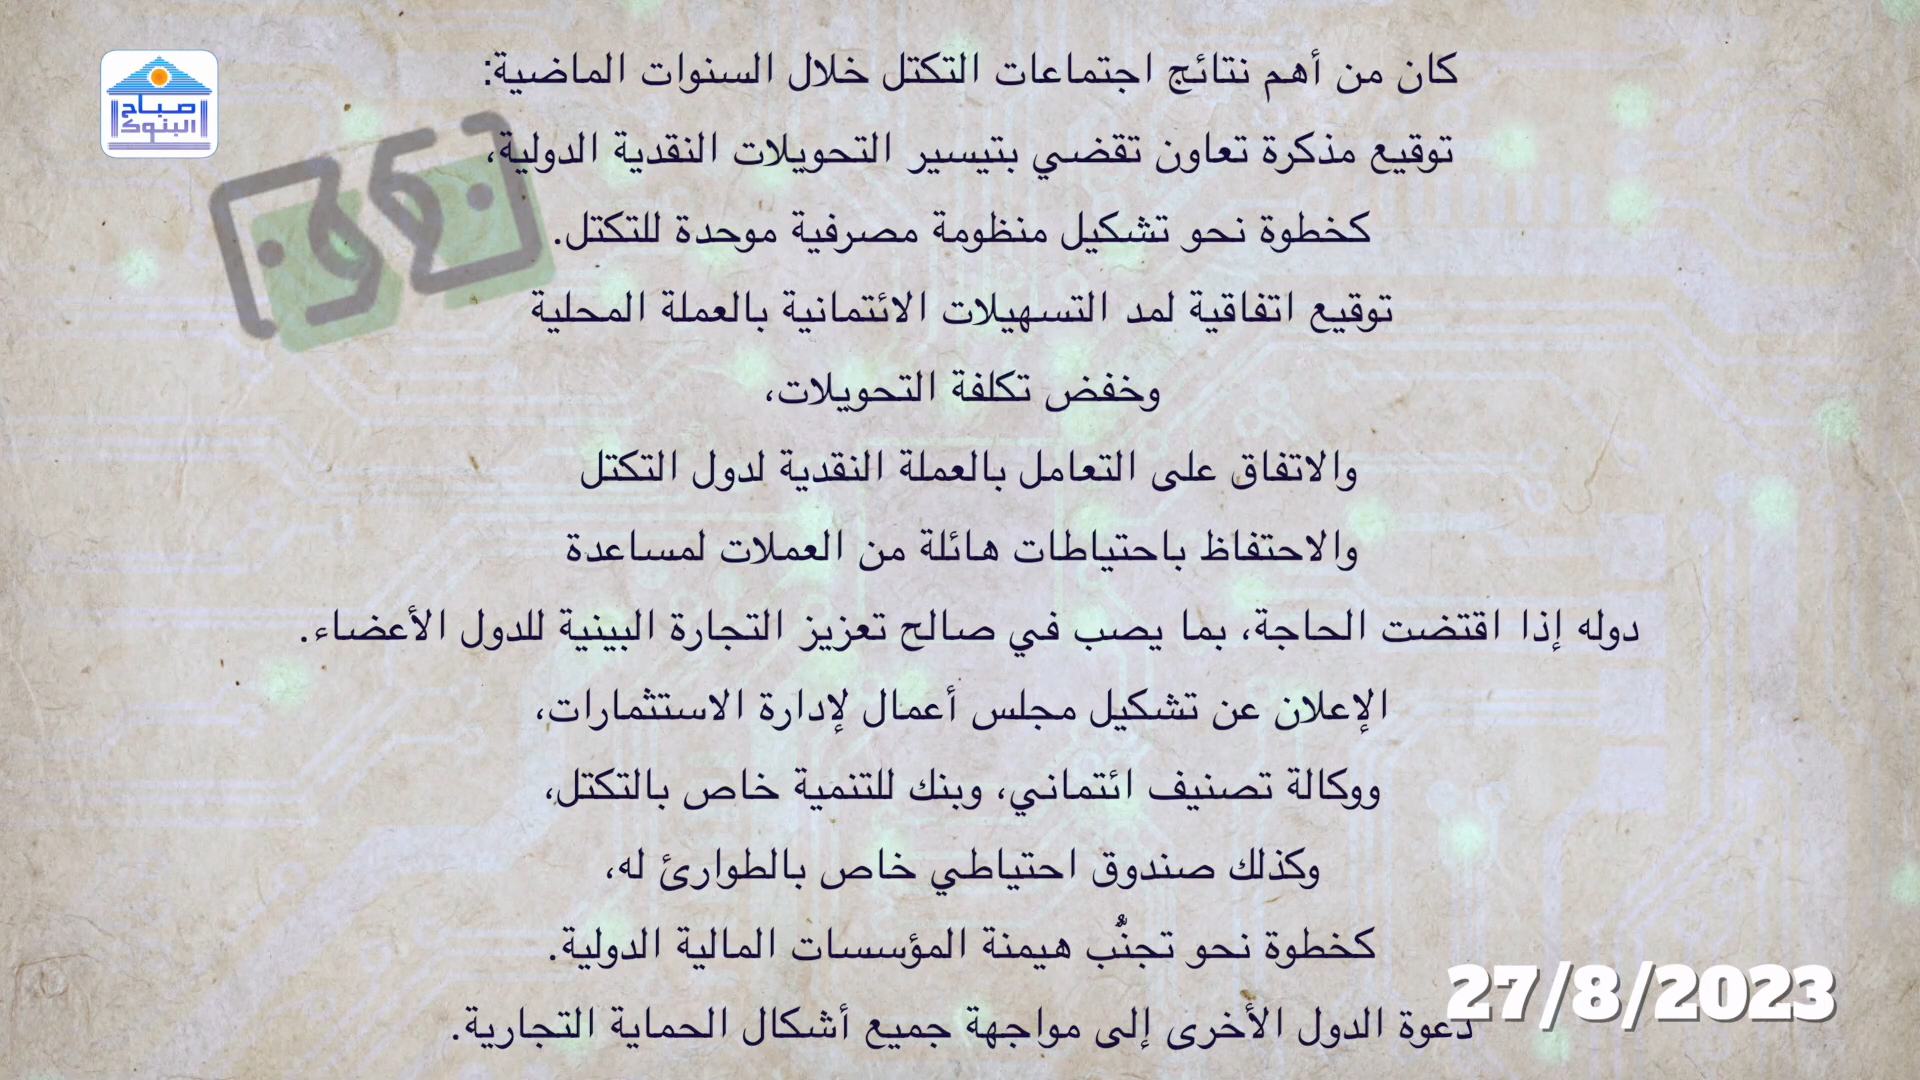 صباح
البنوك
كان من أهم نتائج اجتماعات التكتل خلال السنوات الماضية:
توقيع مذكرة تعاون تقضي بتيسير التحويلات النقدية الدولية،
كخطوة نحو تشكيل منظومة مصرفية موحدة للتكتل.
توقيع اتفاقية لمد التسهيلات الائتمانية بالعملة المحلية
وخفض تكلفة التحويلات،
والاتفاق على التعامل بالعملة النقدية لدول التكتل
والاحتفاظ باحتياطات هائلة من العملات لمساعدة
دوله إذا اقتضت الحاجة، بما يصب في صالح تعزيز التجارة البينية للدول الأعضاء.
الإعلان عن تشكيل مجلس أعمال لإدارة الاستثمارات،
ووكالة تصنيف ائتماني، وبنك للتنمية خاص بالتكتل،
وكذلك صندوق احتياطي خاص بالطوارئ له،
كخطوة نحو تجنُّب هيمنة المؤسسات المالية الدولية.
دعوة الدول الأخرى إلى مواجهة جميع أشكال الحماية التجارية.
27/8/2023